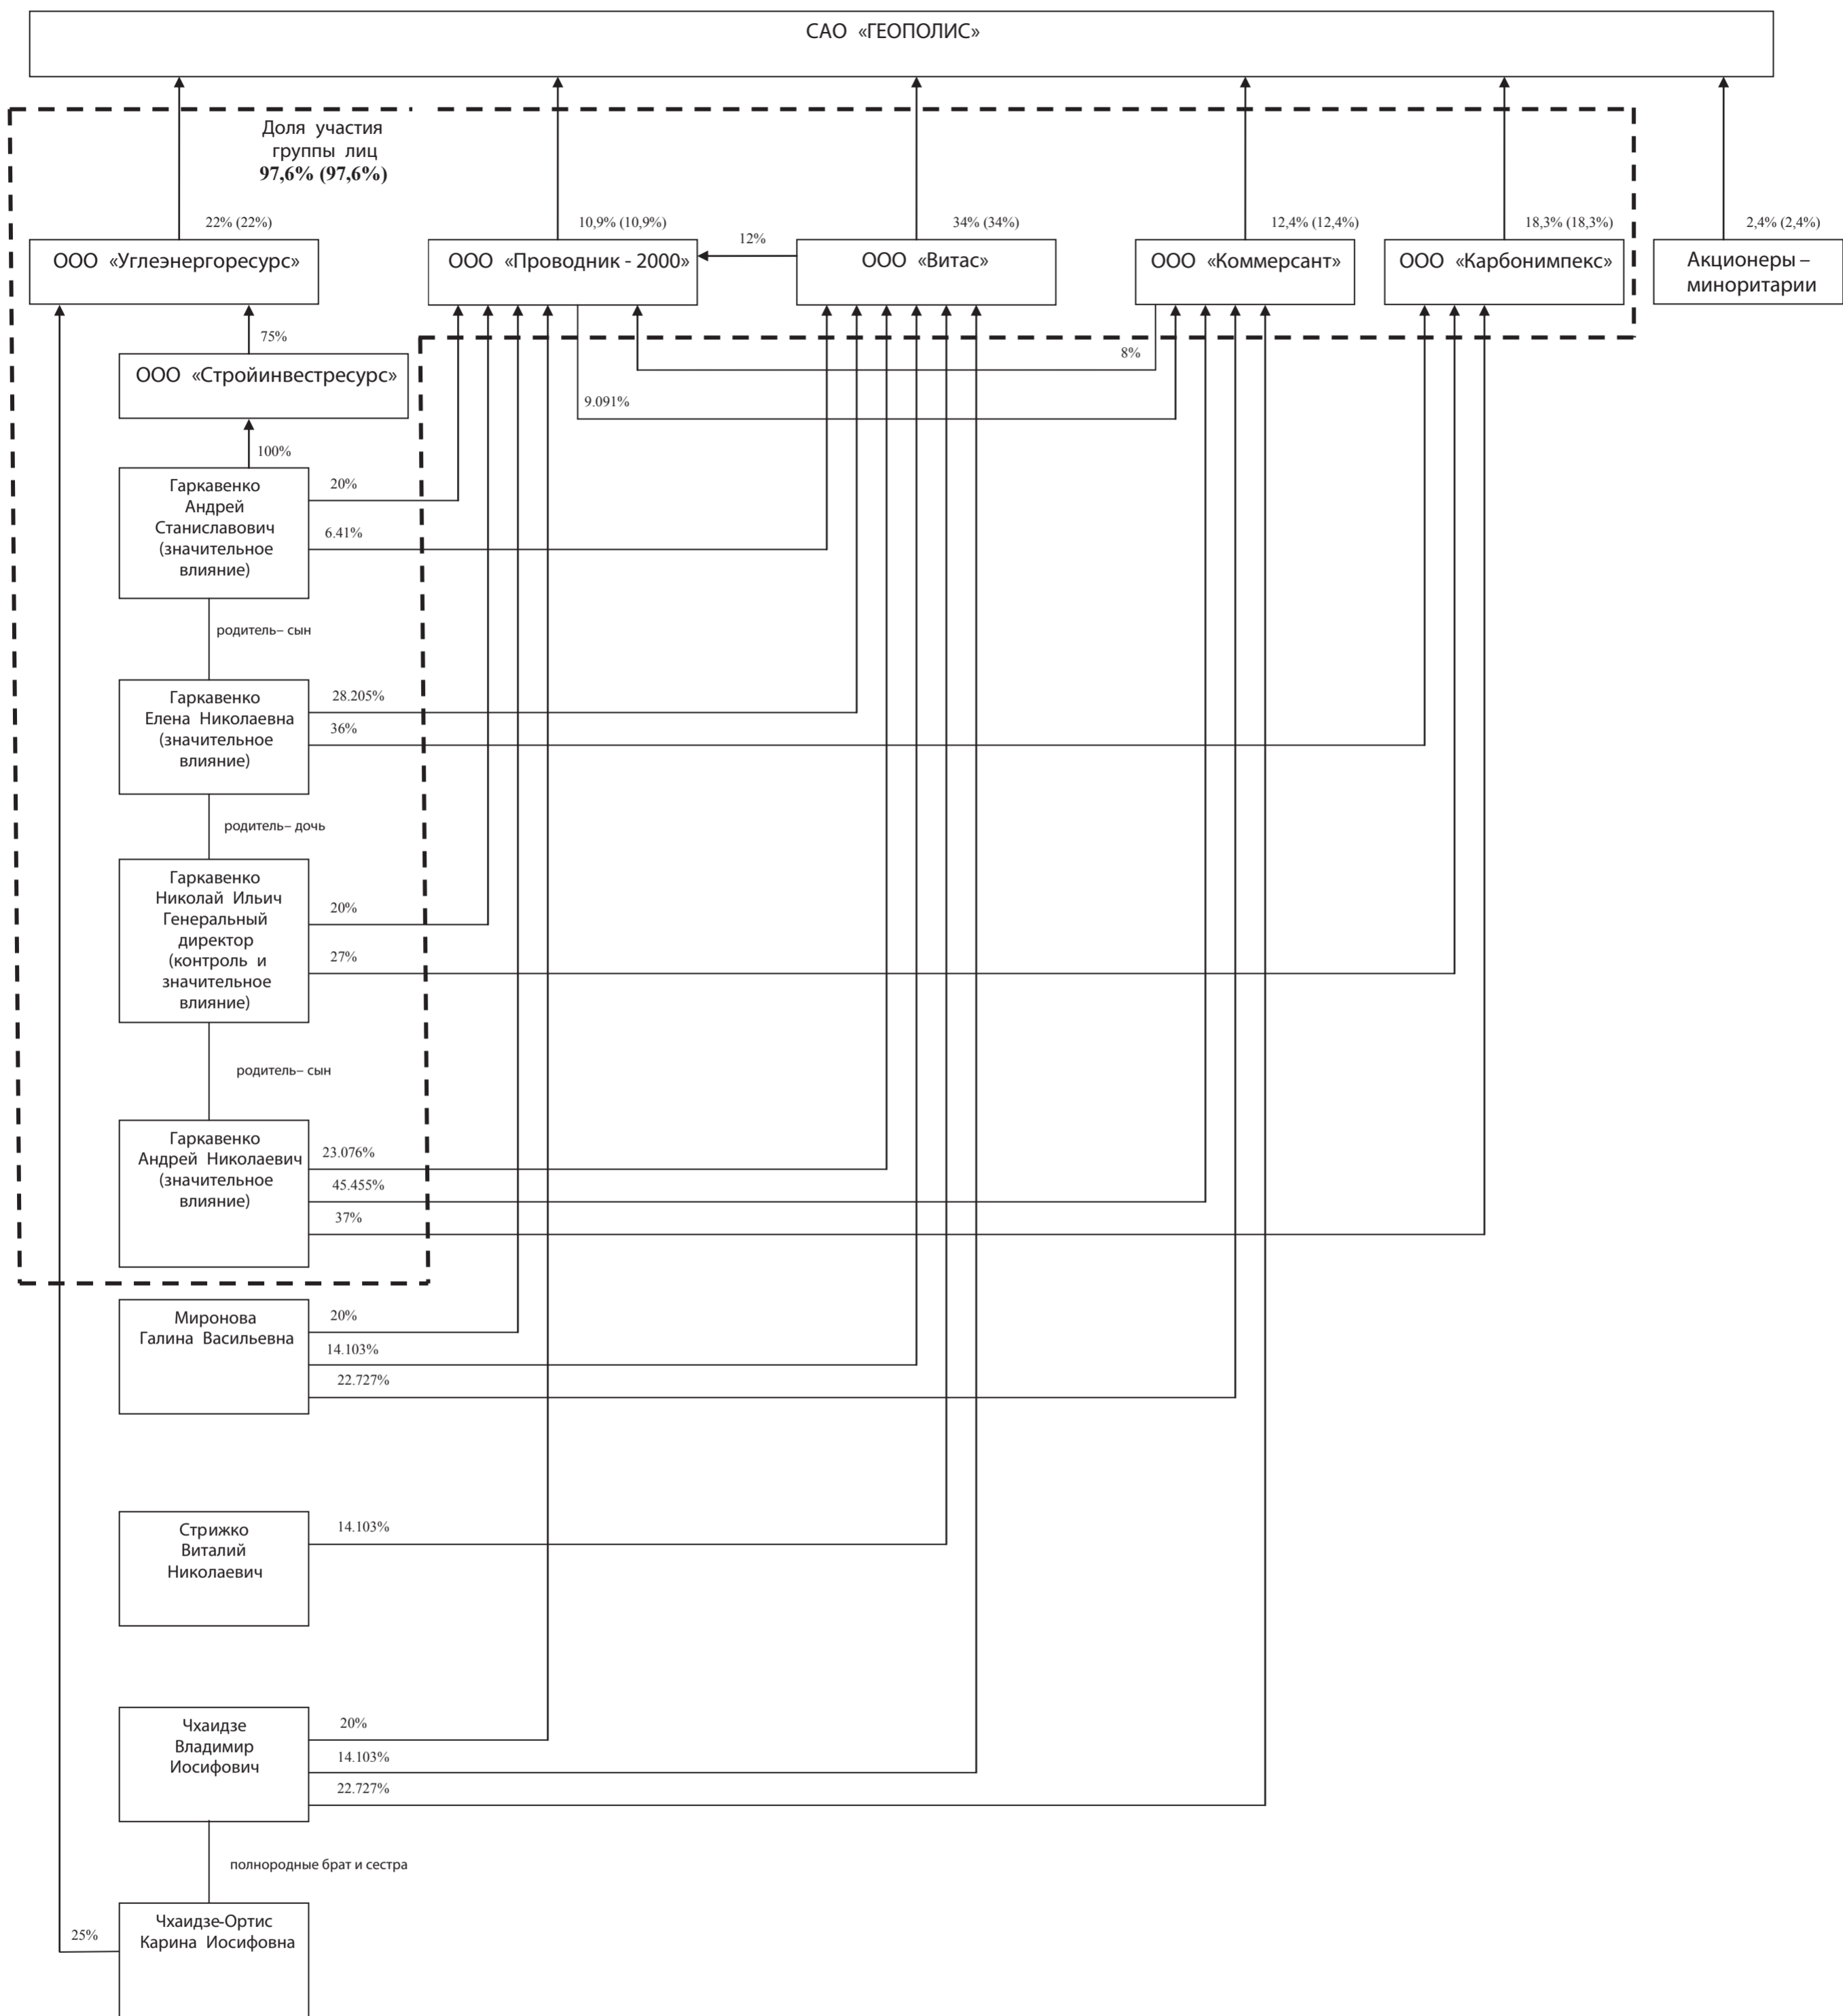 САО «ГЕОПОЛИС»
Доля участия
группы лиц
97,6% (97,6%)
22% (22%)
10,9% (10,9%)
34% (34%)
12,4% (12,4%)
18,3% (18,3%)
2,4% (2,4%)
12%
ООО «Углеэнергоресурс»
ООО «Проводник - 2000»
ООО «Витас»
ООО «Коммерсант»
ООО «Карбонимпекс»
Акционеры –
миноритарии
75%
8%
ООО «Стройинвестресурс»
9.091%
100%
Гаркавенко
Андрей
Станиславович
(значительное
влияние)
20%
6.41%
родитель– сын
Гаркавенко
Елена Николаевна
(значительное
влияние)
28.205%
36%
родитель– дочь
Гаркавенко
Николай Ильич
Генеральный
директор
(контроль и
значительное
влияние)
20%
27%
родитель– сын
Гаркавенко
Андрей Николаевич
(значительное
влияние)
23.076%
45.455%
37%
Миронова
Галина Васильевна
20%
14.103%
22.727%
Стрижко
Виталий
Николаевич
14.103%
Чхаидзе
Владимир
Иосифович
20%
14.103%
22.727%
полнородные брат и сестра
Чхаидзе-Ортис
Карина Иосифовна
25%